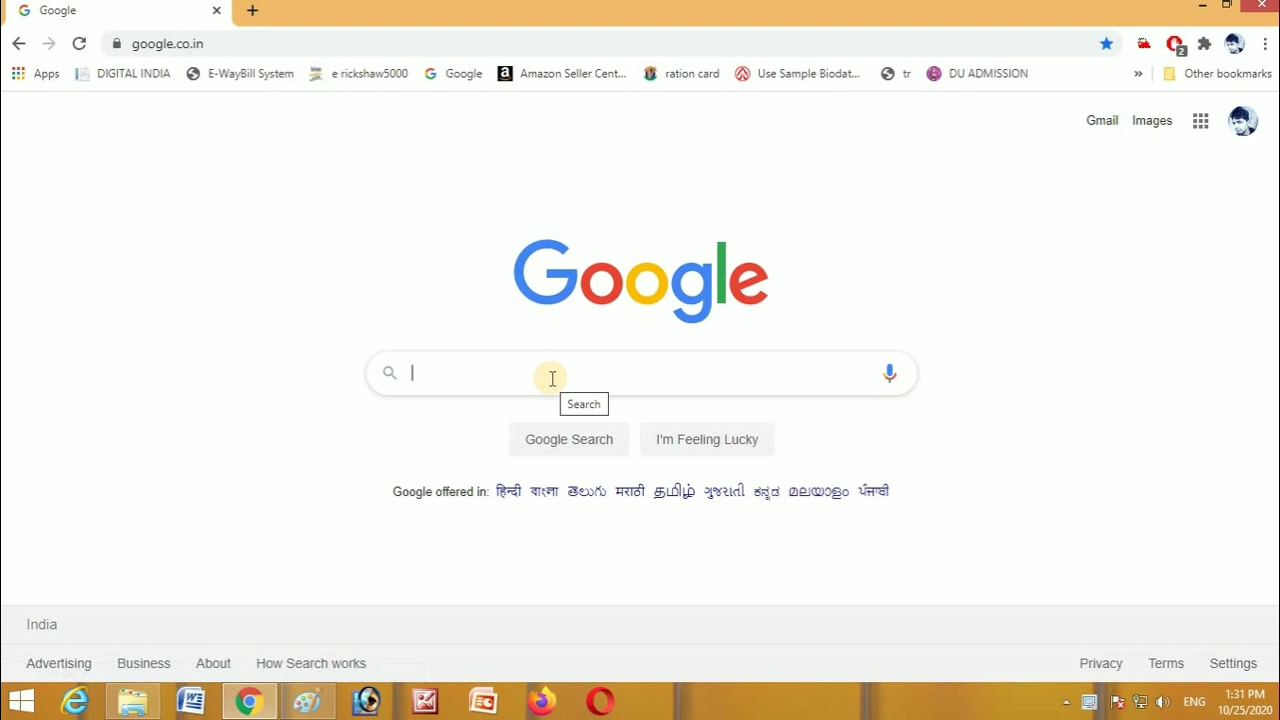 Google
google.co.in
2
Apps DIGITAL INDIA E-WayBill System e rickshaw5000 Google Amazon Seller Cent... ration card Use Sample Biodat... tr DU ADMISSION » Other bookmarks
Gmail Images
Google
Search
Google Search I'm Feeling Lucky
Google offered in: हिन्दी বাংলা తెలుగు मराठी தமிழ் ગુજરાતી ಕನ್ನಡ മലയാളം ਪੰਜਾਬੀ
India
Advertising Business About How Search works Privacy Terms Settings
ENG 1:31 PM
10/25/2020